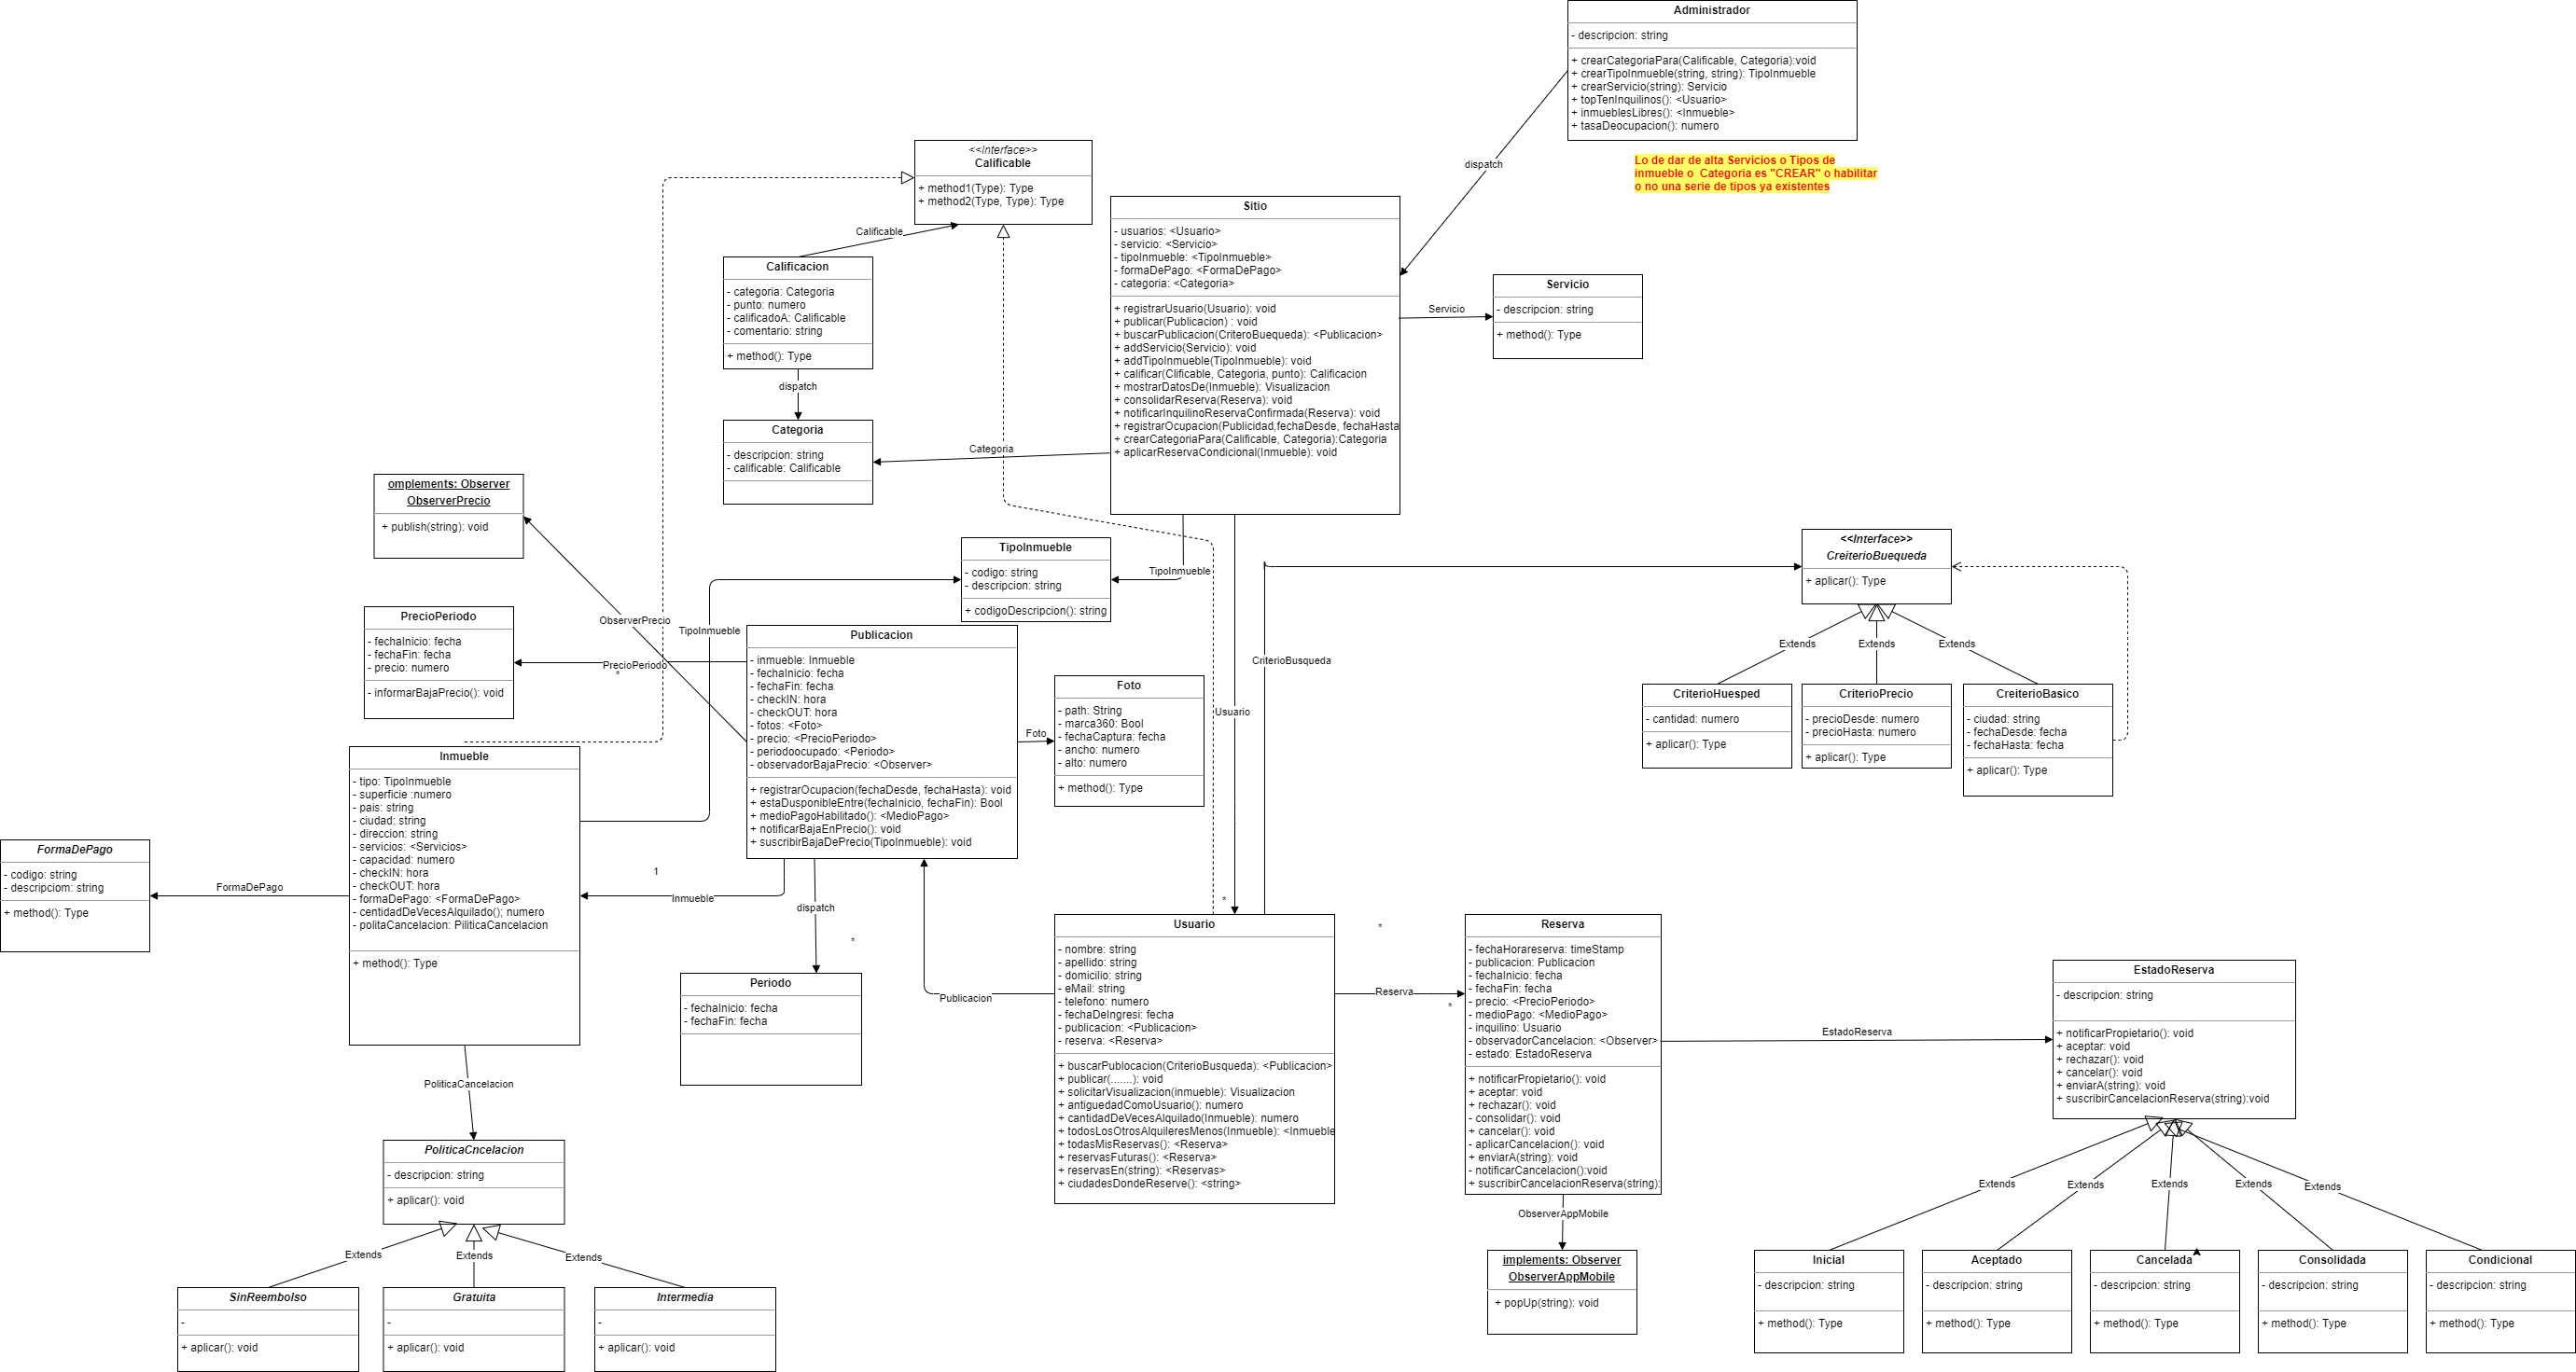 Administrador
- descripcion: string
+ crearCategoriaPara(Calificable, Categoria):void
+ crearTipoInmueble(string, string): TipoInmueble
+ crearServicio(string): Servicio
+ topTenInquilinos(): <Usuario>
+ inmueblesLibres(): <Inmueble>
+ tasaDeocupacion(): numero
Lo de dar de alta Servicios o Tipos de
inmueble o Categoria es "CREAR" o habilitar
o no una serie de tipos ya existentes
dispatch
<<Interface>>
Calificable
+ method1(Type): Type
+ method2(Type, Type): Type
Calificable
Calificacion
- categoria: Categoria
- punto: numero
- calificadoA: Calificable
- comentario: string
+ method(): Type
dispatch
Categoria
- descripcion: string
- calificable: Calificable
Categoria
Sitio
- usuarios: <Usuario>
- servicio: <Servicio>
- tipoInmueble: <TipoInmueble>
- formaDePago: <FormaDePago>
- categoria: <Categoria>
+ registrarUsuario(Usuario): void
+ publicar(Publicacion) : void
+ buscarPublicacion(CriteroBuequeda): <Publicacion>
+ addServicio(Servicio): void
+ addTipoInmueble(TipoInmueble): void
+ calificar(Clificable, Categoria, punto): Calificacion
+ mostrarDatosDe(Inmueble): Visualizacion
+ consolidarReserva(Reserva): void
+ notificarInquilinoReservaConfirmada(Reserva): void
+ registrarOcupacion(Publicidad,fechaDesde, fechaHasta
+ crearCategoriaPara(Calificable, Categoria):Categoria
+ aplicarReservaCondicional(Inmueble): void
Servicio
Servicio
- descripcion: string
+ method(): Type
omplements: Observer
ObserverPrecio
+ publish(string): void
TipoInmueble
- codigo: string
- descripcion: string
+ codigoDescripcion(): string
TipoInmueble
<<Interface>>
CreiterioBuequeda
+ aplicar(): Type
Extends
Extends
Extends
CriterioHuesped
- cantidad: numero
+ aplicar(): Type
CriterioPrecio
- precioDesde: numero
- precioHasta: numero
+ aplicar(): Type
CreiterioBasico
- ciudad: string
- fechaDesde: fecha
- fechaHasta: fecha
+ aplicar(): Type
PrecioPeriodo
- fechaInicio: fecha
- fechaFin: fecha
- precio: numero
- informarBajaPrecio(): void
ObserverPrecio
TipoInmueble
PrecioPeriodo
*
CriterioBusqueda
Usuario
Publicacion
- inmueble: Inmueble
- fechaInicio: fecha
- fechaFin: fecha
- checkIN: hora
- checkOUT: hora
- fotos: <Foto>
- precio: <PrecioPeriodo>
- periodoocupado: <Periodo>
- observadorBajaPrecio: <Observer>
+ registrarOcupacion(fechaDesde, fechaHasta): void
+ estaDusponibleEntre(fechaInicio, fechaFin): Bool
+ medioPagoHabilitado(): <MedioPago>
+ notificarBajaEnPrecio(): void
+ suscribirBajaDePrecio(TipoInmueble): void
Foto
Foto
- path: String
- marca360: Bool
- fechaCaptura: fecha
- ancho: numero
- alto: numero
+ method(): Type
Inmueble
- tipo: TipoInmueble
- superficie :numero
- pais: string
- ciudad: string
- direccion: string
- servicios: <Servicios>
- capacidad: numero
- checkIN: hora
- checkOUT: hora
- formaDePago: <FormaDePago>
- centidadDeVecesAlquilado(); numero
- politaCancelacion: PiliticaCancelacion
+ method(): Type
FormaDePago
- codigo: string
- descripciom: string
+ method(): Type
FormaDePago
1
Inmueble
dispatch
*
Periodo
- fechaInicio: fecha
- fechaFin: fecha
Publicacion
*
Usuario
- nombre: string
- apellido: string
- domicilio: string
- eMail: string
- telefono: numero
- fechaDeIngresi: fecha
- publicacion: <Publicacion>
- reserva: <Reserva>
+ buscarPublocacion(CriterioBusqueda): <Publicacion>
+ publicar(.......): void
+ solicitarVisualizacion(inmueble): Visualizacion
+ antiguedadComoUsuario(): numero
+ cantidadDeVecesAlquilado(Inmueble): numero
+ todosLosOtrosAlquileresMenos(Inmueble): <Inmueble
+ todasMisReservas(): <Reserva>
+ reservasFuturas(): <Reserva>
+ reservasEn(string): <Reservas>
+ ciudadesDondeReserve(): <string>
*
Reserva
*
Reserva
- fechaHorareserva: timeStamp
- publicacion: Publicacion
- fechaInicio: fecha
- fechaFin: fecha
- precio: <PrecioPeriodo>
- medioPago: <MedioPago>
- inquilino: Usuario
- observadorCancelacion: <Observer>
- estado: EstadoReserva
+ notificarPropietario(): void
+ aceptar: void
+ rechazar(): void
- consolidar(): void
+ cancelar(): void
- aplicarCancelacion(): void
+ enviarA(string): void
- notificarCancelacion():void
+ suscribirCancelacionReserva(string):
EstadoReserva
EstadoReserva
- descripcion: string
+ notificarPropietario(): void
+ aceptar: void
+ rechazar(): void
+ cancelar(): void
+ enviarA(string): void
+ suscribirCancelacionReserva(string):void
ObserverAppMobile
implements: Observer
ObserverAppMobile
+ popUp(string): void
Extends
Extends
Extends
Extends
Extends
Inicial
- descripcion: string
+ method(): Type
Aceptado
- descripcion: string
+ method(): Type
Cancelada
- descripcion: string
+ method(): Type
Consolidada
- descripcion: string
+ method(): Type
Condicional
- descripcion: string
+ method(): Type
PoliticaCancelacion
PoliticaCncelacion
- descripcion: string
+ aplicar(): void
Extends
Extends
Extends
SinReembolso
-
+ aplicar(): void
Gratuita
-
+ aplicar(): void
Intermedia
-
+ aplicar(): void